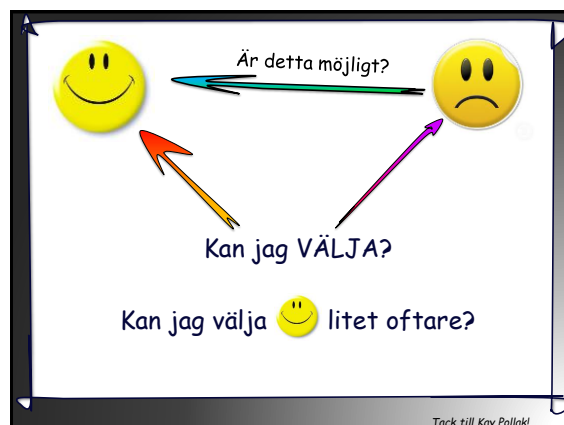 Är detta möjligt?
Kan jag VÄLJA?
Kan jag välja litet oftare?
Tack till Kay Pollak!